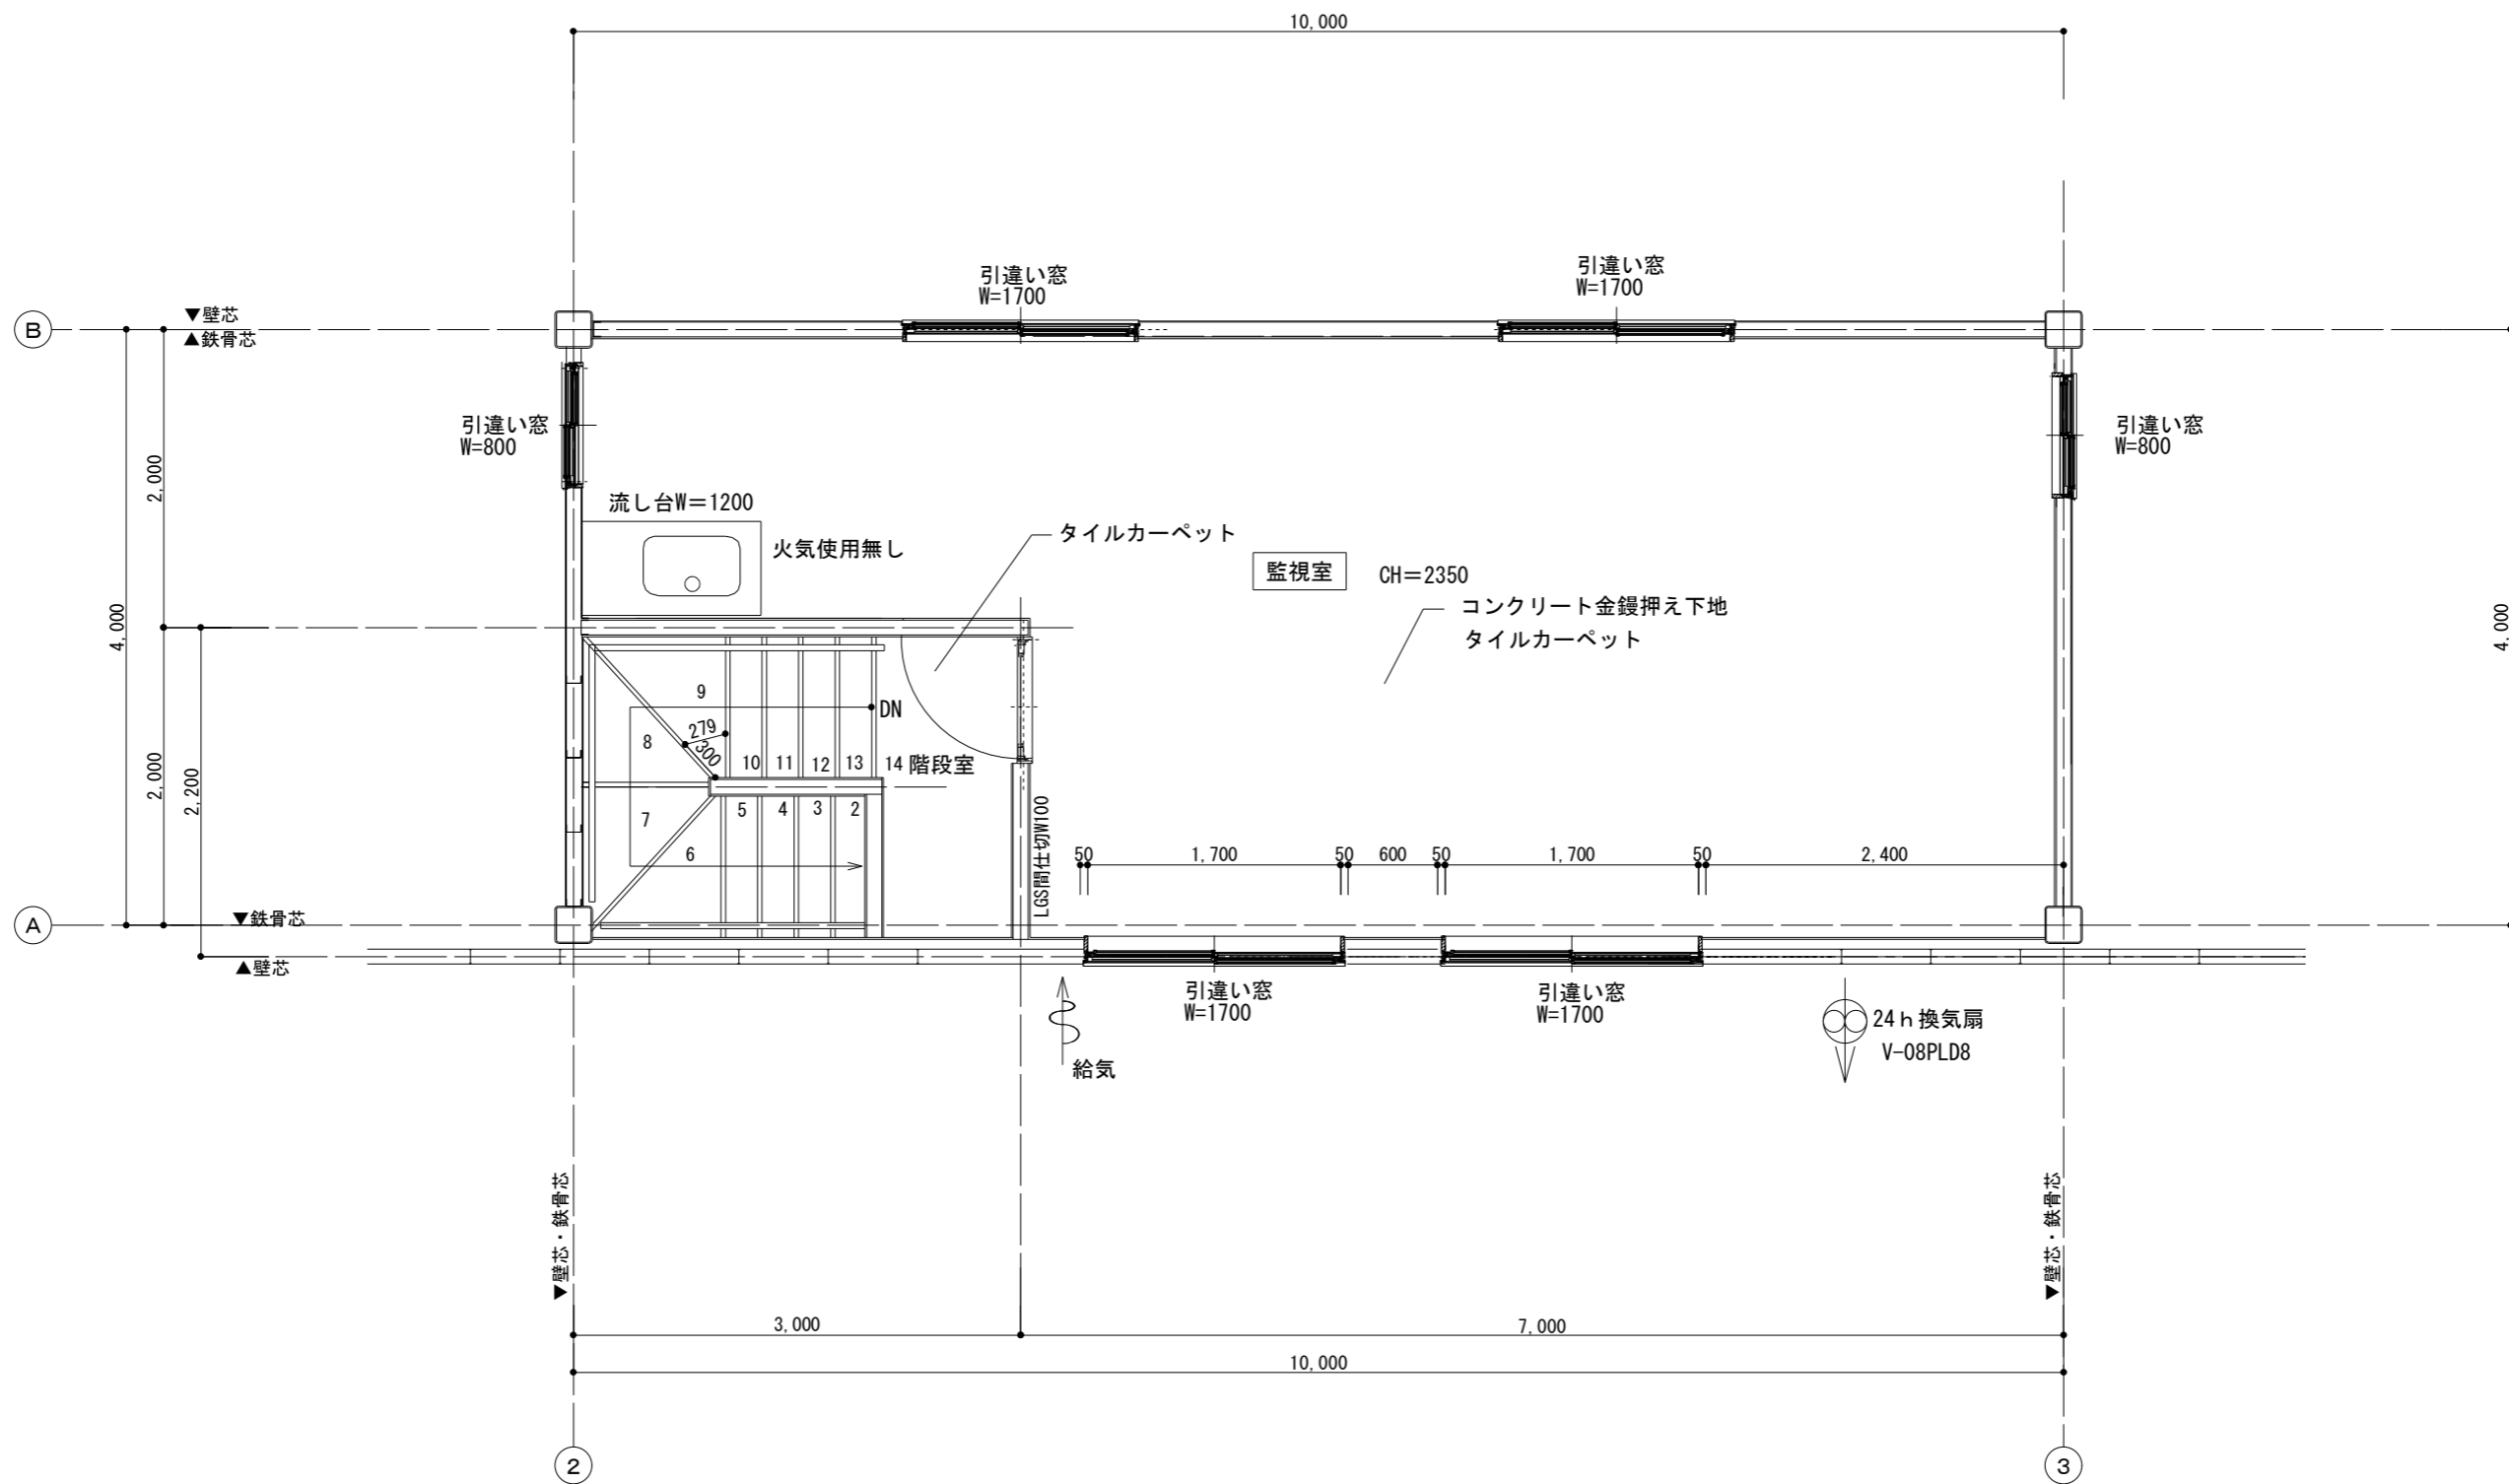 10,000
引違い窓
W=1700
引違い窓
W=1700
B
▼壁芯
▲鉄骨芯
引違い窓
W=800
引違い窓
W=800
2,000
流し台W＝1200
火気使用無し
タイルカーペット
監視室
CH＝2350
コンクリート金鏝押え下地
タイルカーペット
4,000
4,000
9
DN
279
300
8
10
11
12
13
14
階段室
2,000
2,200
7
5
4
3
2
6
LGS間仕切W100
50
1,700
50
600
50
1,700
50
2,400
A
▼鉄骨芯
▲壁芯
引違い窓
W=1700
引違い窓
W=1700
給気
24ｈ換気扇
V-08PLD8
▼壁芯・鉄骨芯
▼壁芯・鉄骨芯
3,000
7,000
10,000
2
3